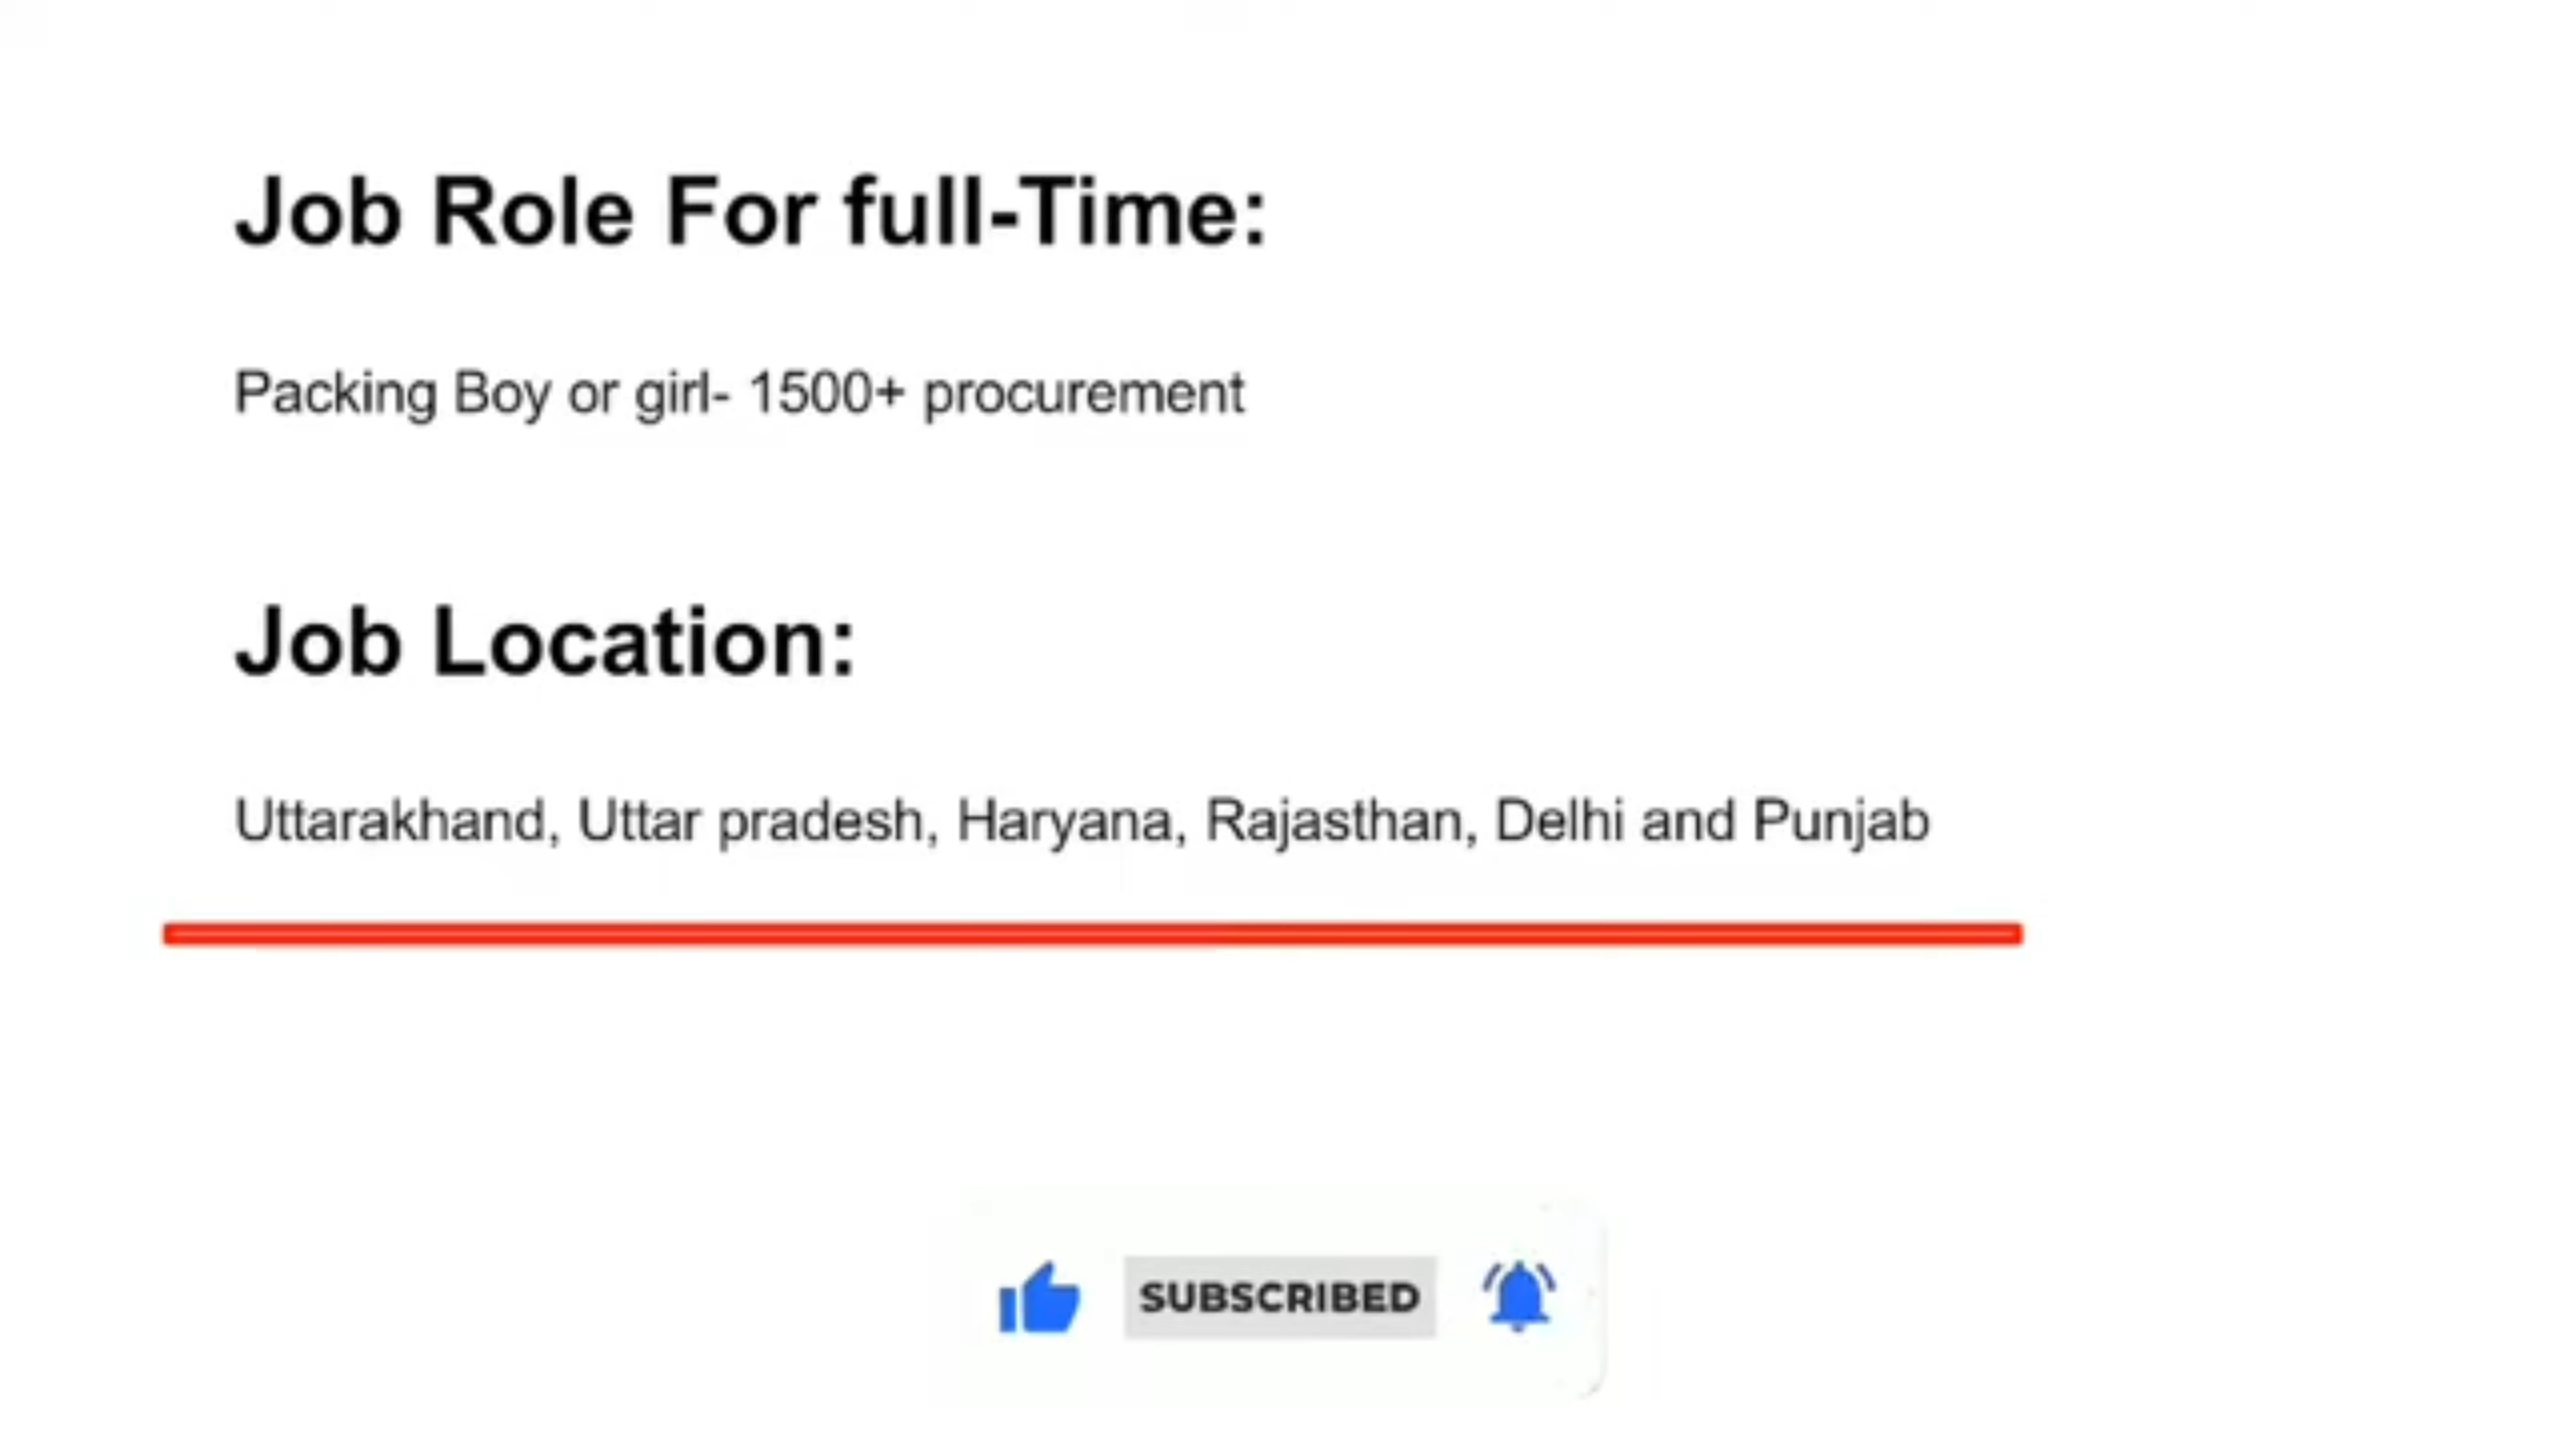 Job Role For full-Time:
Packing Boy or girl- 1500+ procurement
Job Location:
Uttarakhand, Uttar pradesh, Haryana, Rajasthan, Delhi and Punjab
SUBSCRIBED